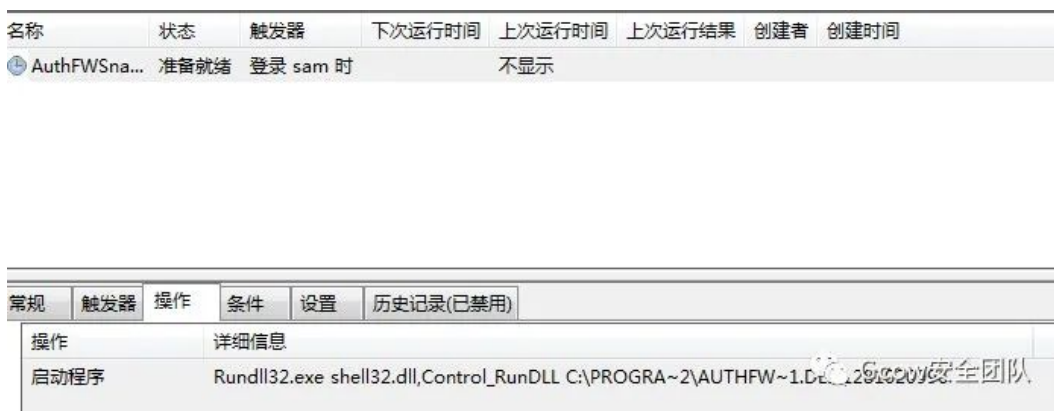 名称 状态 触发器 下次运行时间 上次运行时间 上次运行结果 创建者 创建时间
AuthFWSna... 准备就绪 登录 sam 时 不显示
常规 触发器 操作 条件 设置 历史记录(已禁用)
操作 详细信息
启动程序 Rundll32.exe shell32.dll,Control_RunDLL C:\PROGRA~2\AUTHFW~1.D
安全团队